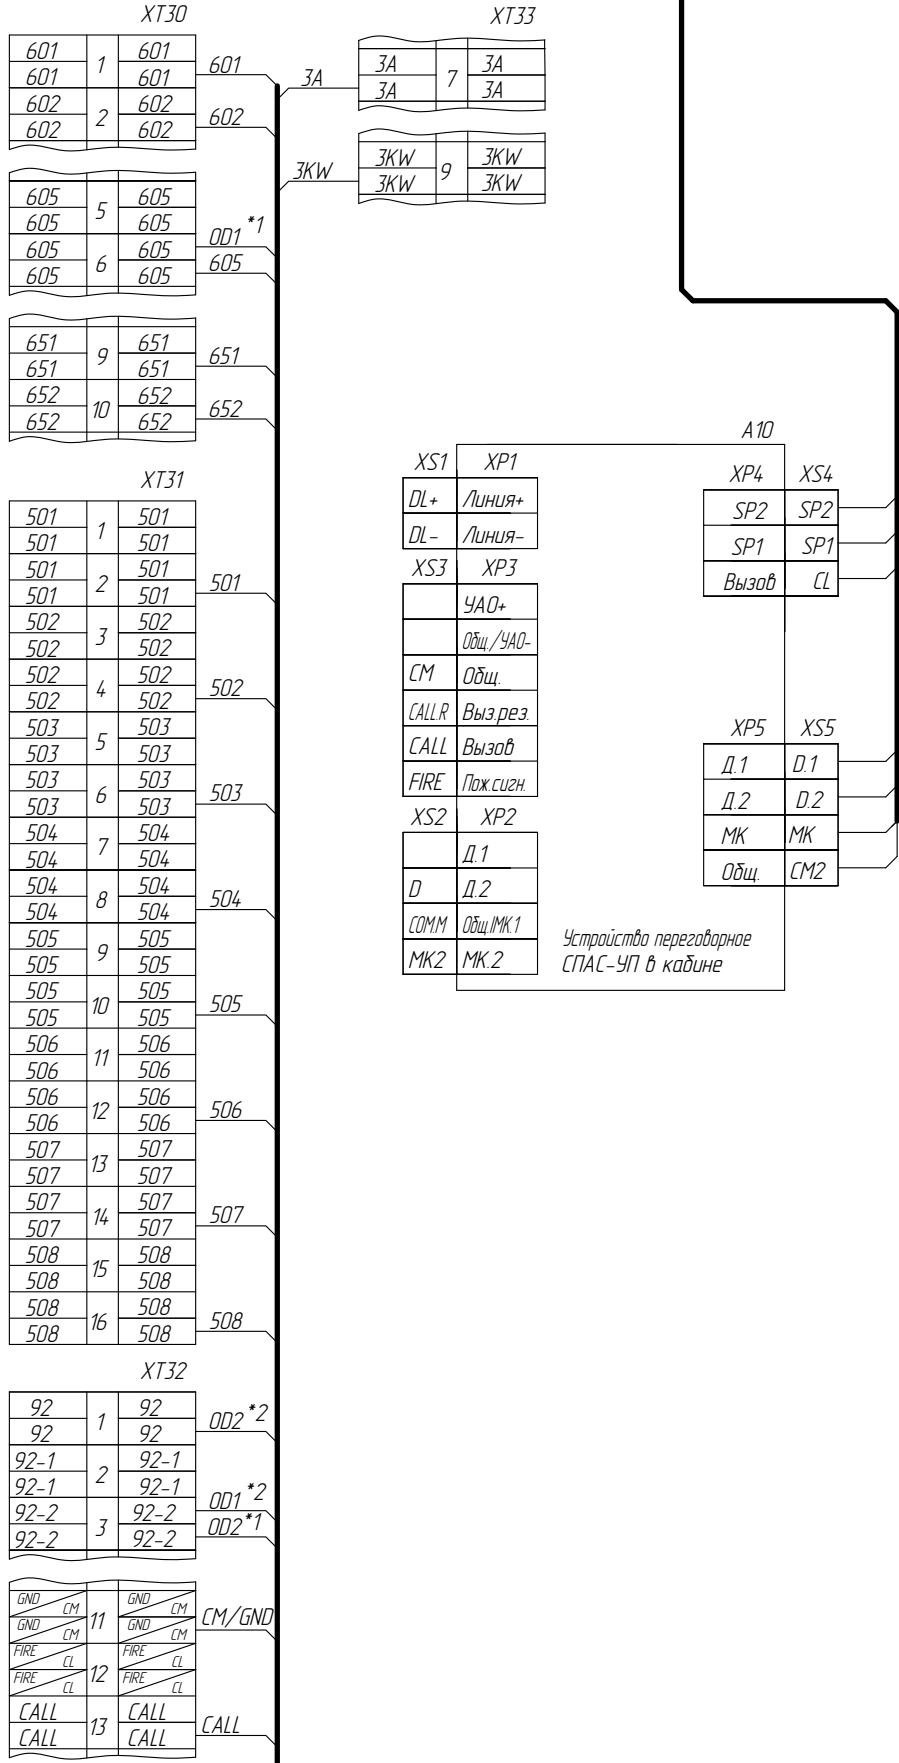 XT30
601 1 601
601 601 601
602 2 602
602 602 602
605 5 605
605 605
605 6 605 0D1 *1
605 605 605
651 9 651
651 651 651
652 10 652
652 652 652
XT31
501 1 501
501 501
501 2 501
501 501 501
502 3 502
502 502
502 4 502
502 502 502
503 5 503
503 503
503 6 503
503 503 503
504 7 504
504 504
504 8 504
504 504 504
505 9 505
505 505
505 10 505
505 505 505
506 11 506
506 506
506 12 506
506 506 506
507 13 507
507 507
507 14 507
507 507 507
508 15 508
508 508
508 16 508
508 508 508
XT32
92 1 92
92 92 0D2 *2
92-1 2 92-1
92-1 92-1
92-2 3 92-2 0D1 *2
92-2 92-2 0D2 *1
GND CM 11 GND CM
GND CM GND CM CM/GND
FIRE CL 12 FIRE CL
FIRE CL FIRE CL
CALL 13 CALL
CALL CALL CALL
XT33
3A 3A 7 3A
3A 3A
3KW 3KW 9 3KW
3KW 3KW
A10
XS1 XP1
DL+ Линия+
DL- Линия-
XS3 XP3
УАО+
Общ./УАО-
CM Общ.
CALL.R Выз.рез.
CALL Вызов
FIRE Пож.сигн.
XS2 XP2
Д.1
D Д.2
COMM Общ.\МК.1
MK2 МК.2
XP4 XS4
SP2 SP2
SP1 SP1
Вызов CL
XP5 XS5
Д.1 D.1
Д.2 D.2
МК MK
Общ. CM2
Устройство переговорное
СПАС-УП в кабине